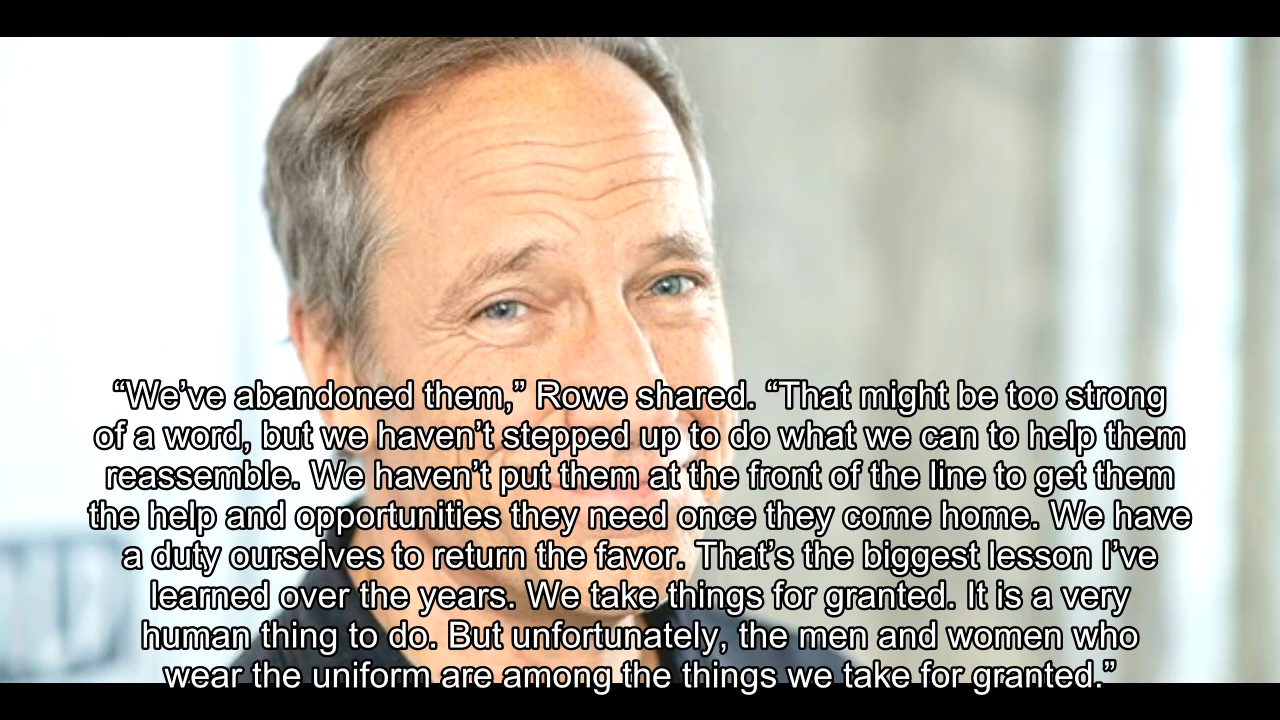 “We’ve abandoned them,” Rowe shared. “That might be too strong
of a word, but we haven’t stepped up to do what we can to help them
reassemble. We haven’t put them at the front of the line to get them
the help and opportunities they need once they come home. We have
a duty ourselves to return the favor. That’s the biggest lesson I’ve
learned over the years. We take things for granted. It is a very
human thing to do. But unfortunately, the men and women who
wear the uniform are among the things we take for granted.”